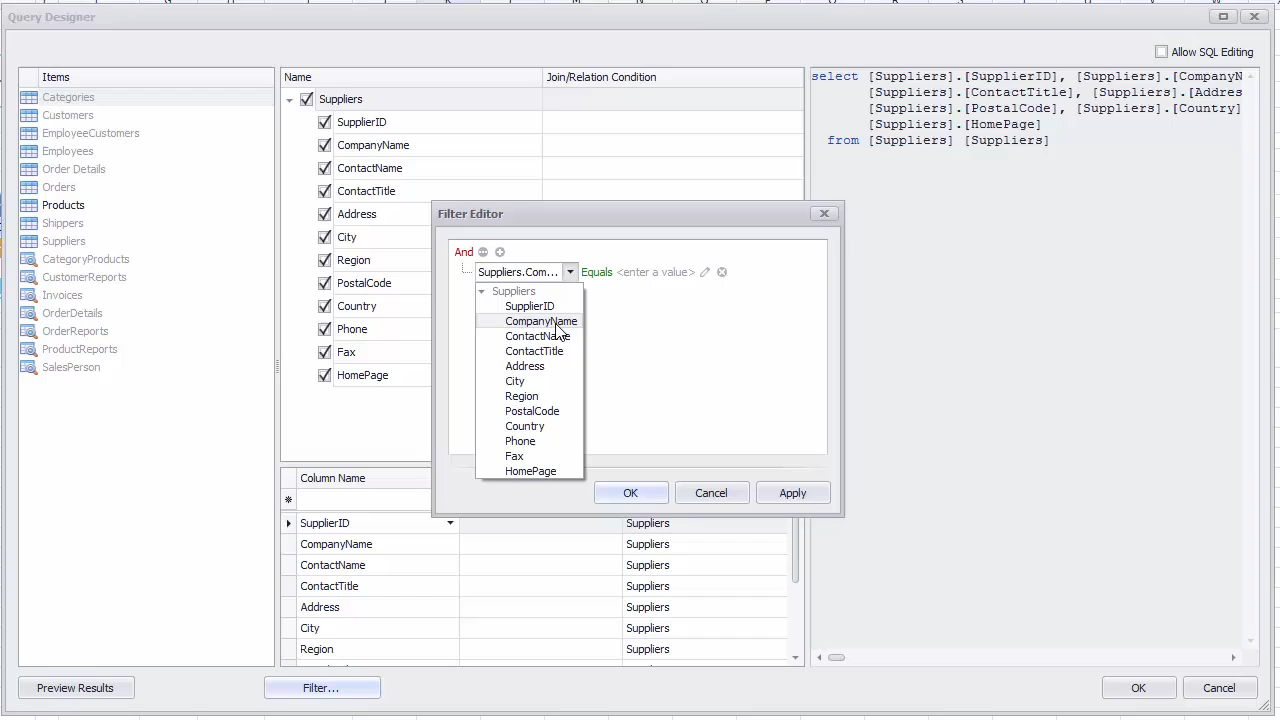 Query Designer
Allow SQL Editing
Items
Categories
Customers
EmployeeCustomers
Employees
Order Details
Orders
Products
Shippers
Suppliers
CategoryProducts
CustomerReports
Invoices
OrderDetails
OrderReports
ProductReports
SalesPerson
Name
Join/Relation Condition
Suppliers
SupplierID
CompanyName
ContactName
ContactTitle
Address
City
Region
PostalCode
Country
Phone
Fax
HomePage
select [Suppliers].[SupplierID], [Suppliers].[CompanyN
[Suppliers].[ContactTitle], [Suppliers].[Addres
[Suppliers].[PostalCode], [Suppliers].[Country]
[Suppliers].[HomePage]
from [Suppliers] [Suppliers]
Filter Editor
And
Suppliers.Com... Equals <enter a value>
Suppliers
SupplierID
CompanyName
ContactName
ContactTitle
Address
City
Region
PostalCode
Country
Phone
Fax
HomePage
OK Cancel Apply
Column Name
SupplierID Suppliers
CompanyName Suppliers
ContactName Suppliers
ContactTitle Suppliers
Address Suppliers
City Suppliers
Region Suppliers
Preview Results
Filter...
OK
Cancel